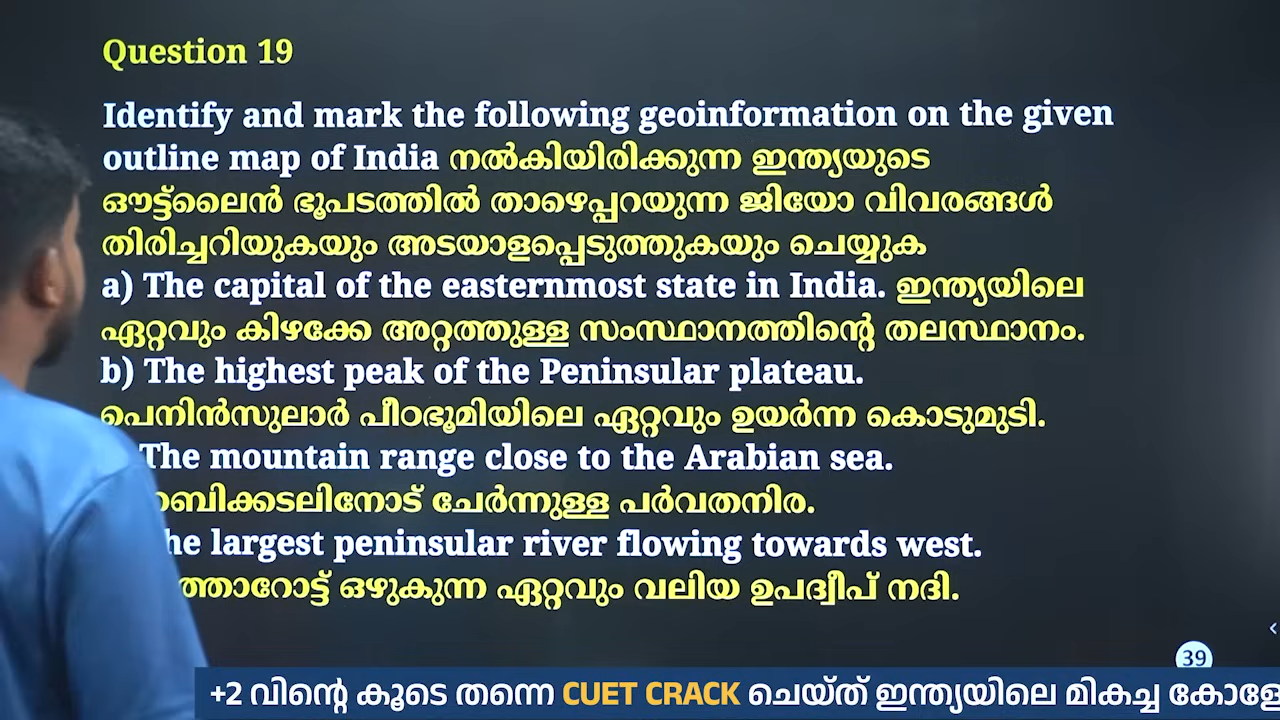 Question 19
Identify and mark the following geoinformation on the given
outline map of India നൽകിയിരിക്കുന്ന ഇന്ത്യയുടെ
ഔട്ട്ലൈൻ ഭൂപടത്തിൽ താഴെപ്പറയുന്ന ജിയോ വിവരങ്ങൾ
തിരിച്ചറിയുകയും അടയാളപ്പെടുത്തുകയും ചെയ്യുക
a) The capital of the easternmost state in India. ഇന്ത്യയിലെ
ഏറ്റവും കിഴക്കേ അറ്റത്തുള്ള സംസ്ഥാനത്തിന്റെ തലസ്ഥാനം.
b) The highest peak of the Peninsular plateau.
പെനിൻസുലാർ പീഠഭൂമിയിലെ ഏറ്റവും ഉയർന്ന കൊടുമുടി.
The mountain range close to the Arabian sea.
ചേർന്നുള്ള പർവതനിര.
largest peninsular river flowing towards west.
ഒഴുകുന്ന ഏറ്റവും വലിയ ഉപദ്വീപ് നദി.
39
+2 വിന്റെ കൂടെ തന്നെ CUET CRACK ചെയ്ത് ഇന്ത്യയിലെ മികച്ച